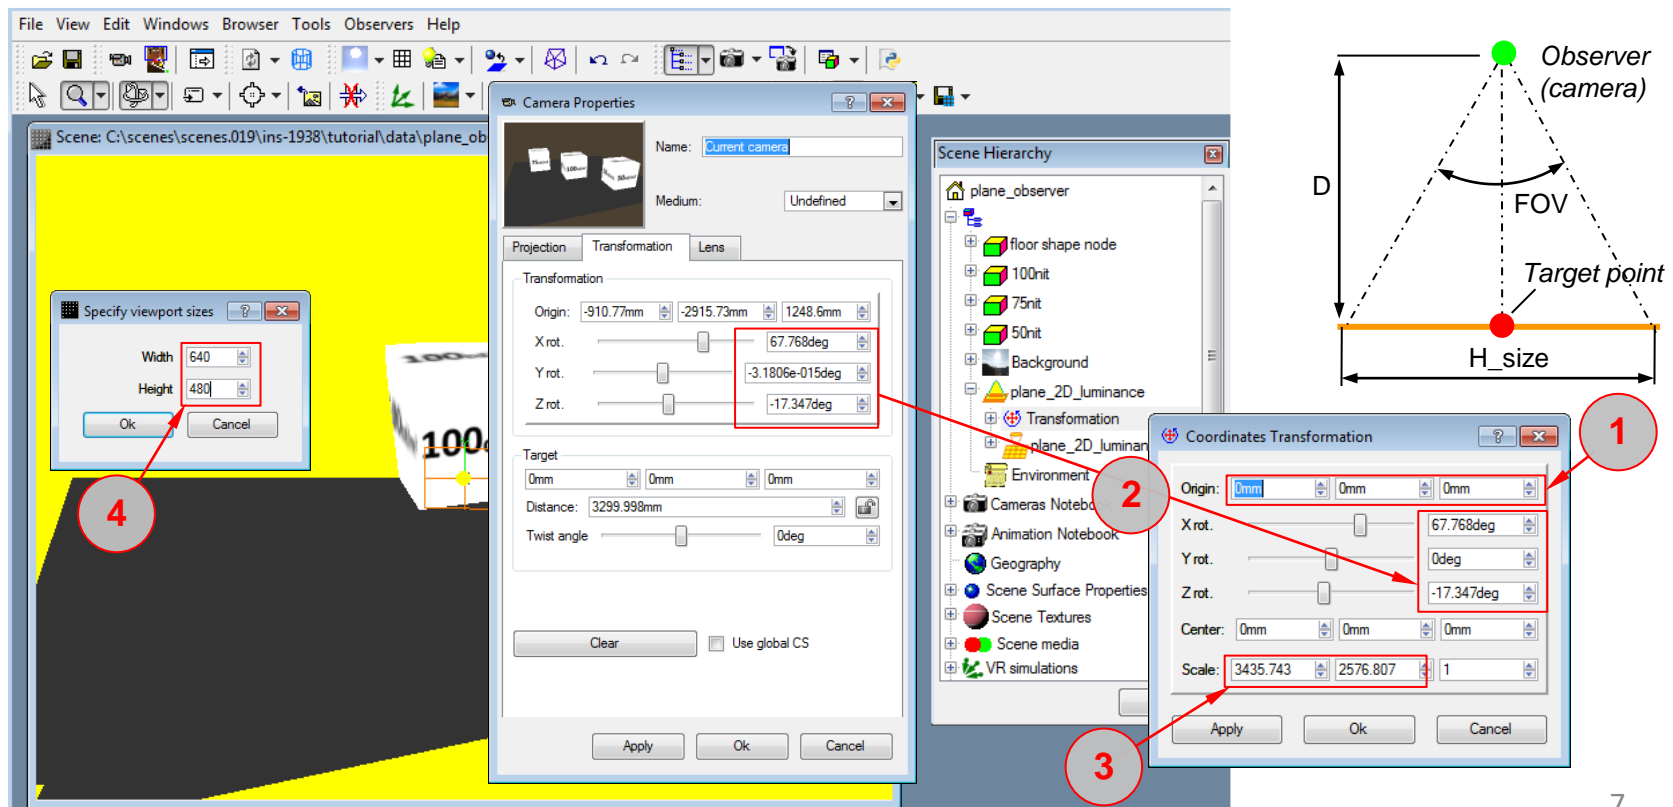 File View Edit Windows Browser Tools Observers Help
Scene: C:\scenes\scenes.019\ins-1938\tutorial\data\plane_ob
Specify viewport sizes
Width 640
Height 480
Ok Cancel
4
100
100
Camera Properties
Name: Current camera
Medium: Undefined
Projection Transformation Lens
Transformation
Origin: -910.77mm -2915.73mm 1248.6mm
X rot. 67.768deg
Y rot. -3.1806e-015deg
Z rot. -17.347deg
Target
0mm 0mm 0mm
Distance: 3299.998mm
Twist angle 0deg
Clear Use global CS
Apply Ok Cancel
Scene Hierarchy
plane_observer
floor shape node
100nit
75nit
50nit
Background
plane_2D_luminance
Transformation
plane_2D_luminan
Environment
Cameras Noteb
Animation Notebook
Geography
Scene Surface Properties
Scene Textures
Scene media
VR simulations
2
Coordinates Transformation
Origin: 0mm 0mm 0mm
X rot. 67.768deg
Y rot. 0deg
Z rot. -17.347deg
Center: 0mm 0mm 0mm
Scale: 3435.743 2576.807 1
Apply Ok Cancel
1
3
Observer
(camera)
D
FOV
Target point
H_size
7